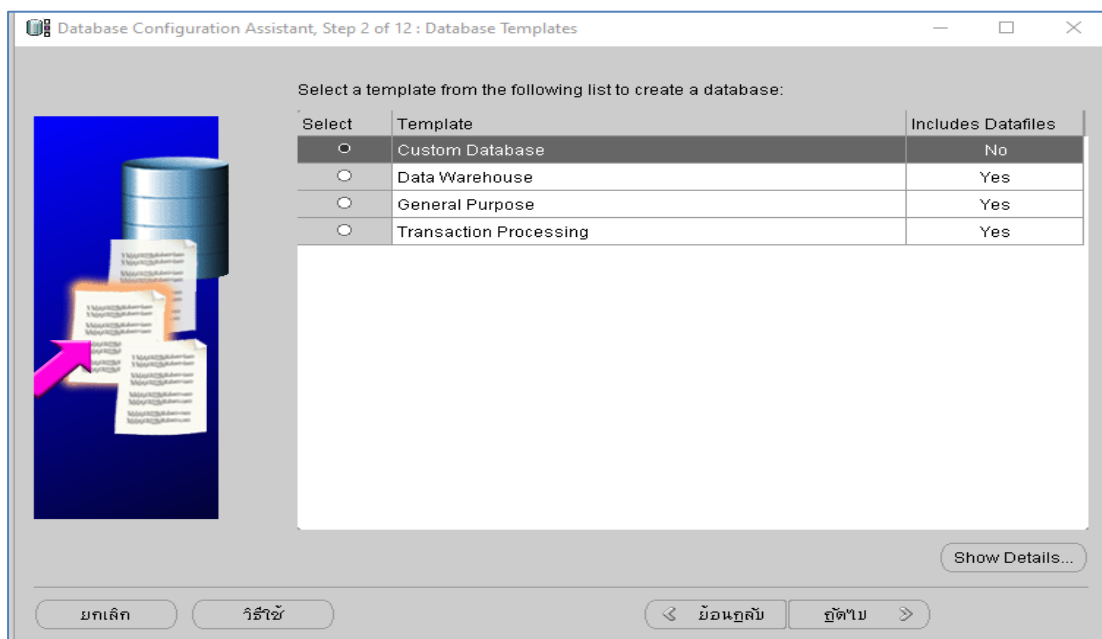 Database Configuration Assistant, Step 2 of 12 : Database Templates
Select a template from the following list to create a database:
Select Template Includes Datafiles
Custom Database No
Data Warehouse Yes
General Purpose Yes
Transaction Processing Yes
Show Details...
ยกเลิก วิธีใช้ ย้อนกลับ ถัดไป